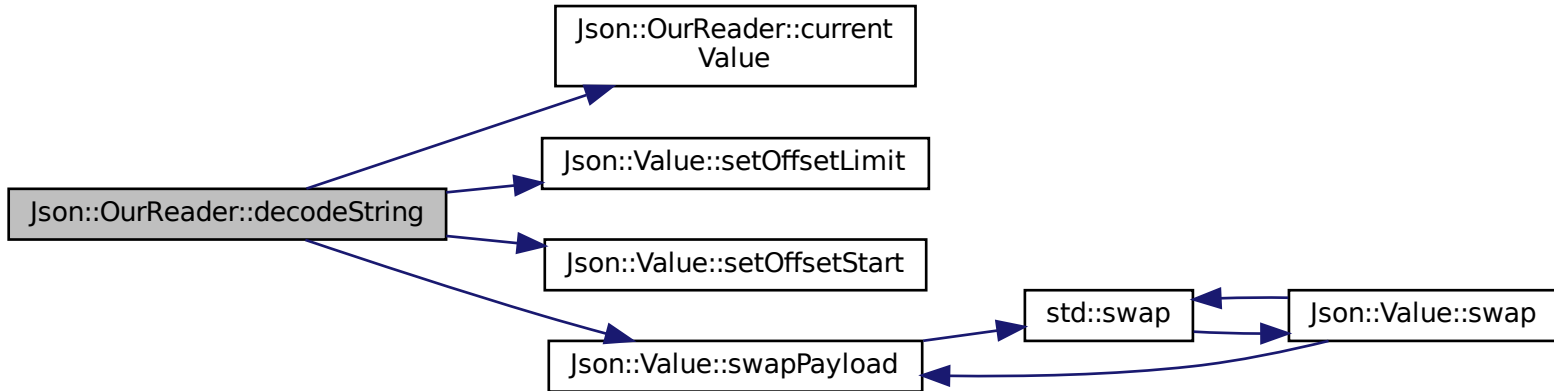 Json::OurReader::current
Value
Json::Value::setOffsetLimit
Json::OurReader::decodeString
Json::Value::setOffsetStart
std::swap
Json::Value::swap
Json::Value::swapPayload